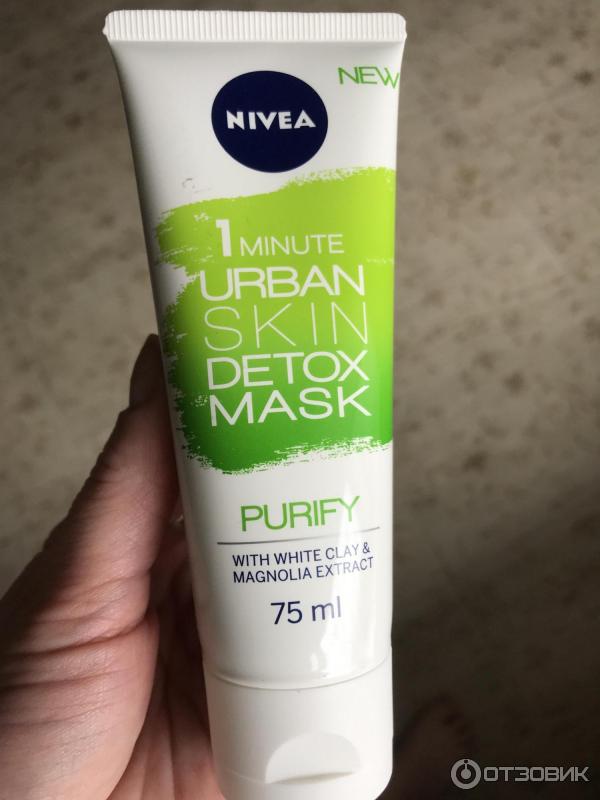 NEW
NIVEA
1 MINUTE
URBAN
SKIN
DETOX
MASK
PURIFY
WITH WHITE CLAY &
MAGNOLIA EXTRACT
75 ml
ОТЗОВИК